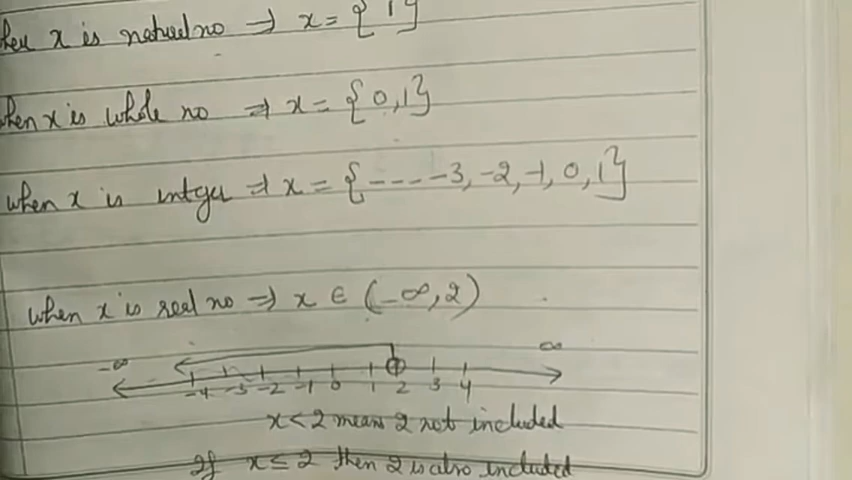 when x is natural no ⇒ x = { 1 }
when x is whole no ⇒ x = { 0, 1 }
when x is integer ⇒ x = { ---- -3, -2, -1, 0, 1 }
when x is real no ⇒ x ∈ (-∞, 2)
-∞ ∞
-4 -3 -2 -1 0 1 2 3 4
x < 2 means 2 not included
If x ≤ 2 then 2 is also included